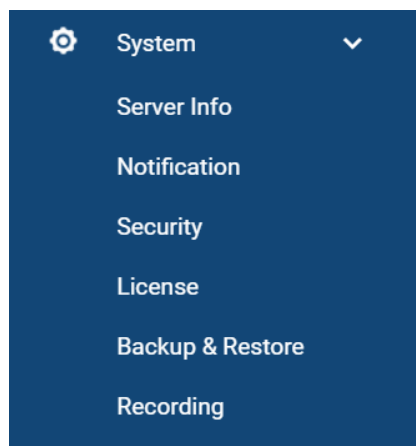 System
Server Info
Notification
Security
License
Backup & Restore
Recording